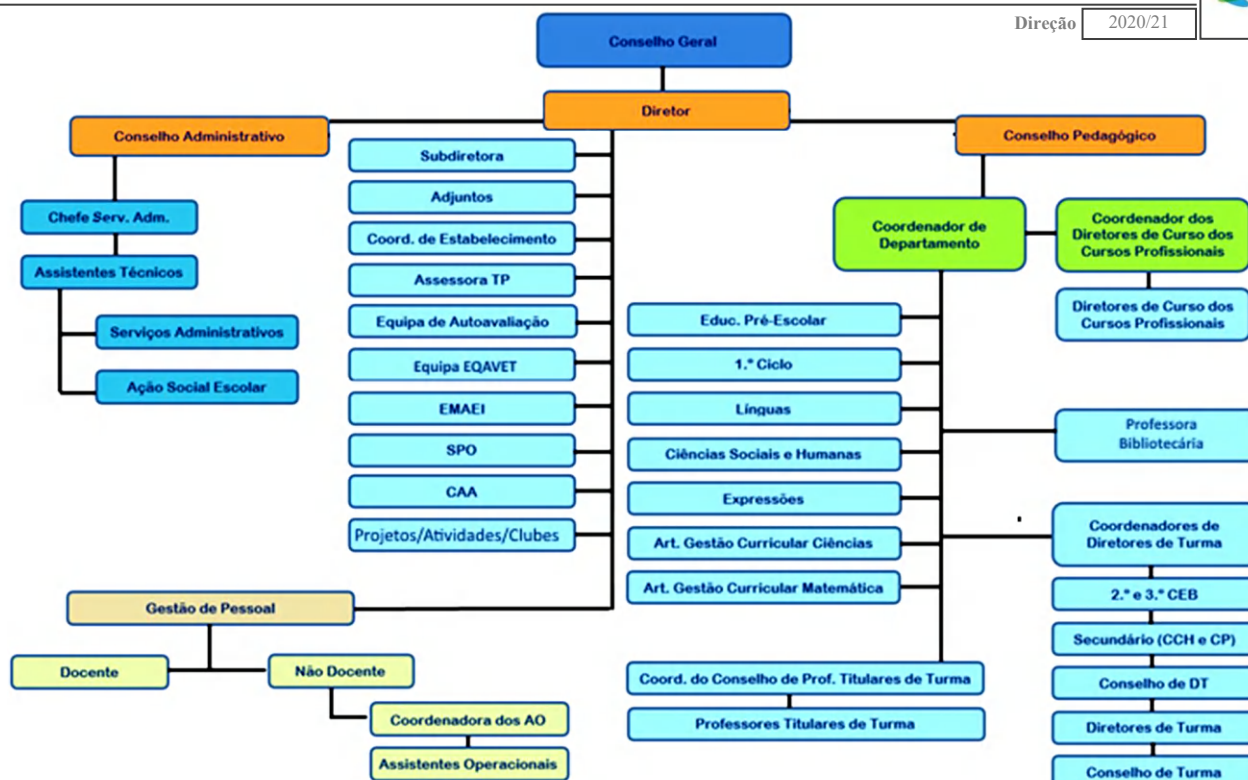 Direção 2020/21
Conselho Geral
Diretor
Conselho Administrativo
Conselho Pedagógico
Chefe Serv. Adm.
Assistentes Técnicos
Serviços Administrativos
Ação Social Escolar
Subdiretora
Adjuntos
Coord. de Estabelecimento
Assessora TP
Equipa de Autoavaliação
Equipa EQAVET
EMAEI
SPO
CAA
Projetos/Atividades/Clubes
Gestão de Pessoal
Docente
Não Docente
Coordenadora dos AO
Assistentes Operacionais
Coordenador de
Departamento
Educ. Pré-Escolar
1.º Ciclo
Línguas
Ciências Sociais e Humanas
Expressões
Art. Gestão Curricular Ciências
Art. Gestão Curricular Matemática
Coord. do Conselho de Prof. Titulares de Turma
Professores Titulares de Turma
Coordenador dos
Diretores de Curso dos
Cursos Profissionais
Diretores de Curso dos
Cursos Profissionais
Professora
Bibliotecária
Coordenadores de
Diretores de Turma
2.º e 3.º CEB
Secundário (CCH e CP)
Conselho de DT
Diretores de Turma
Conselho de Turma